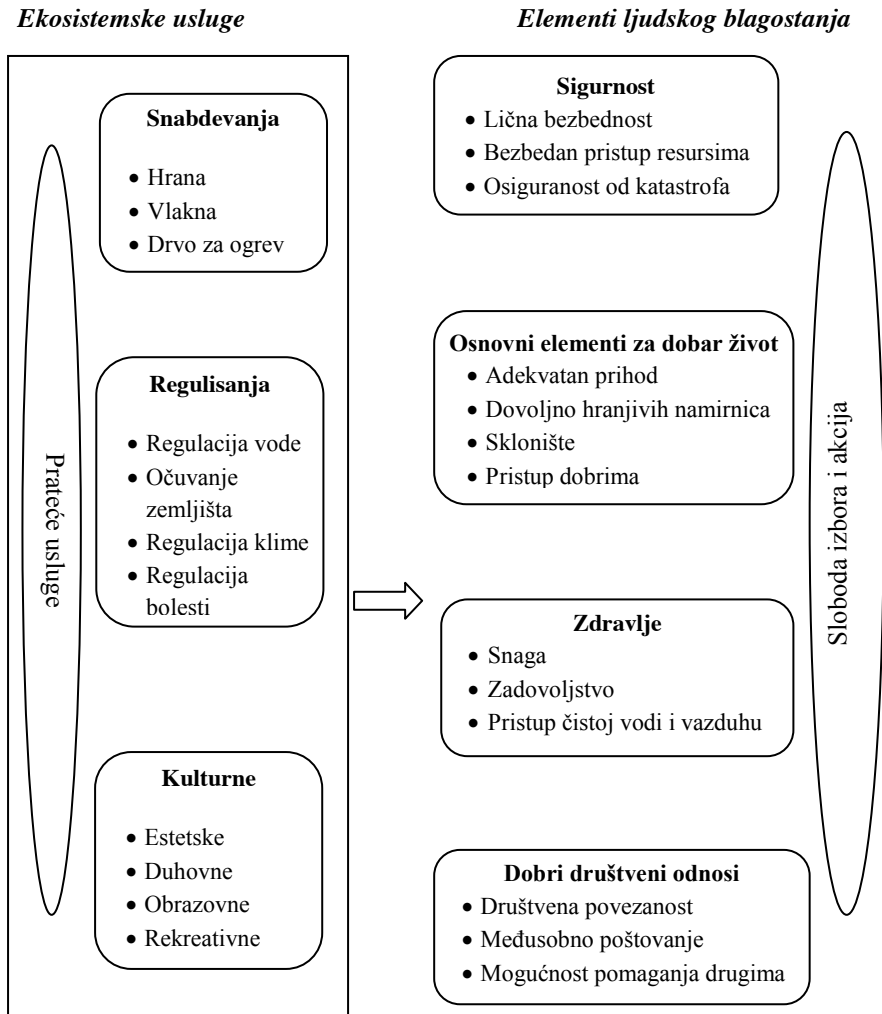 Ekosistemske usluge
Elementi ljudskog blagostanja
Snabdevanja
• Hrana
• Vlakna
• Drvo za ogrev
Regulisanja
• Regulacija vode
• Očuvanje
zemljišta
• Regulacija klime
• Regulacija
bolesti
Kulturne
• Estetske
• Duhovne
• Obrazovne
• Rekreativne
Prateće usluge
Sigurnost
• Lična bezbednost
• Bezbedan pristup resursima
• Osiguranost od katastrofa
Osnovni elementi za dobar život
• Adekvatan prihod
• Dovoljno hranjivih namirnica
• Sklonište
• Pristup dobrima
Zdravlje
• Snaga
• Zadovoljstvo
• Pristup čistoj vodi i vazduhu
Dobri društveni odnosi
• Društvena povezanost
• Međusobno poštovanje
• Mogućnost pomaganja drugima
Sloboda izbora i akcija